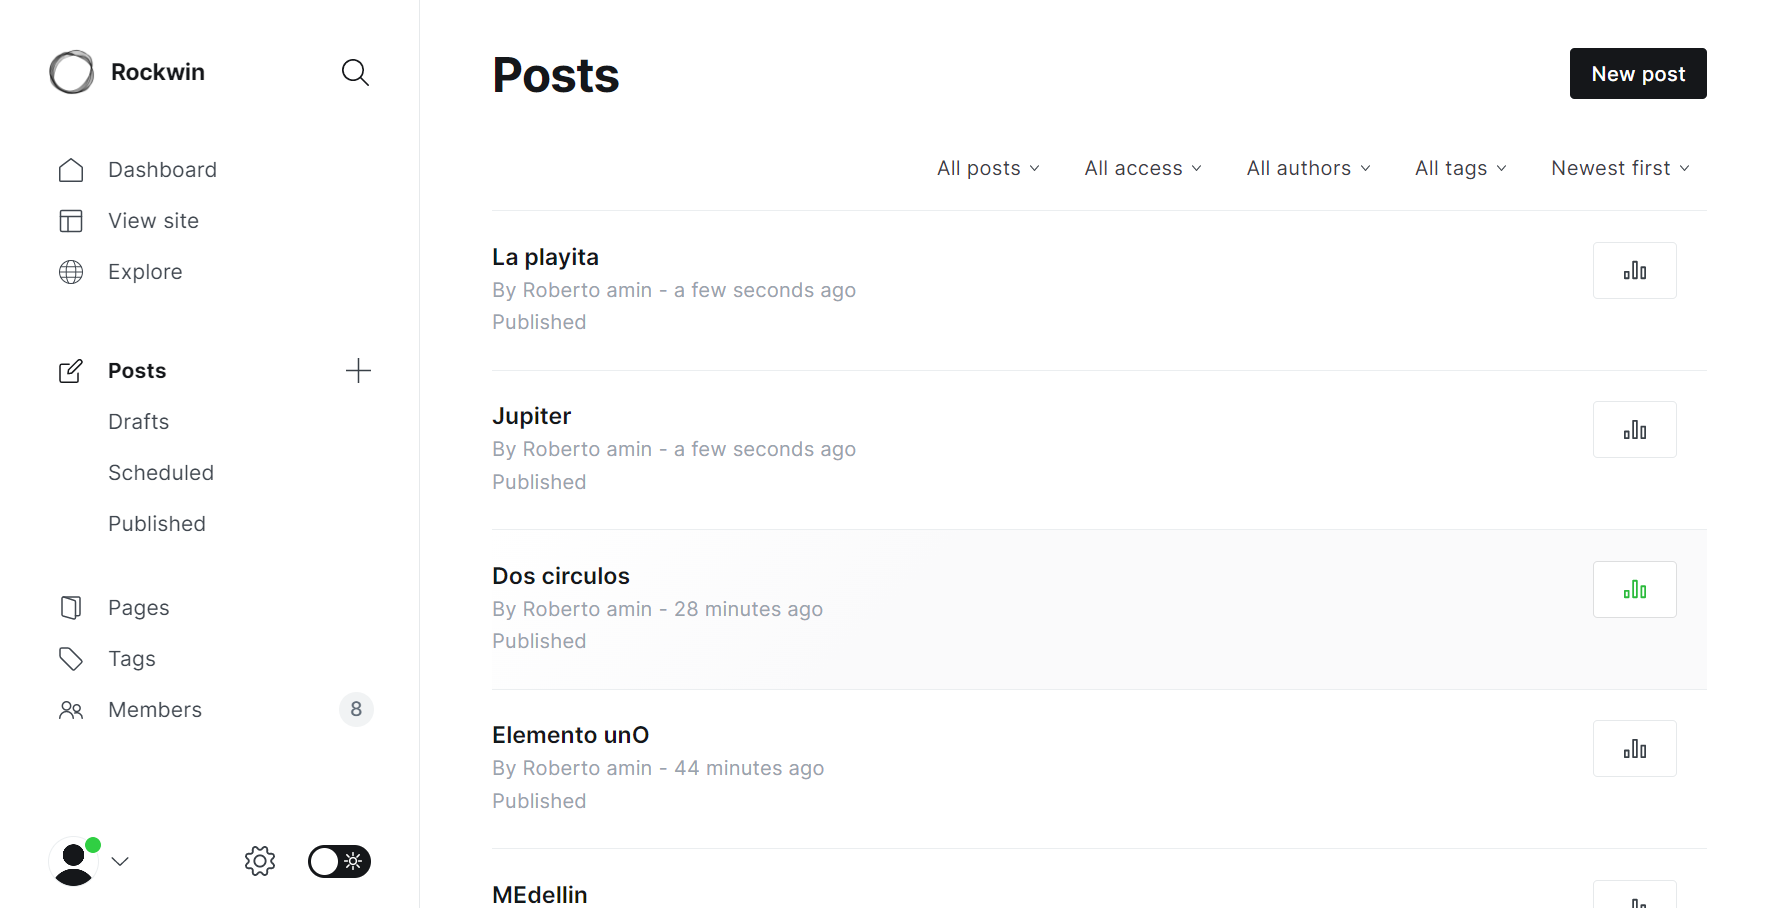 Rockwin
Dashboard
View site
Explore
Posts
Drafts
Scheduled
Published
Pages
Tags
Members 8
Posts
New post
All posts All access All authors All tags Newest first
La playita
By Roberto amin - a few seconds ago
Published
Jupiter
By Roberto amin - a few seconds ago
Published
Dos circulos
By Roberto amin - 28 minutes ago
Published
Elemento unO
By Roberto amin - 44 minutes ago
Published
MEdellin